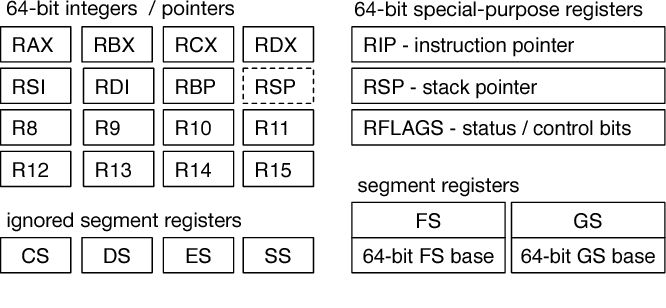 64-bit integers / pointers
RAX RBX RCX RDX
RSI RDI RBP RSP
R8 R9 R10 R11
R12 R13 R14 R15
ignored segment registers
CS DS ES SS
64-bit special-purpose registers
RIP - instruction pointer
RSP - stack pointer
RFLAGS - status / control bits
segment registers
FS GS
64-bit FS base 64-bit GS base